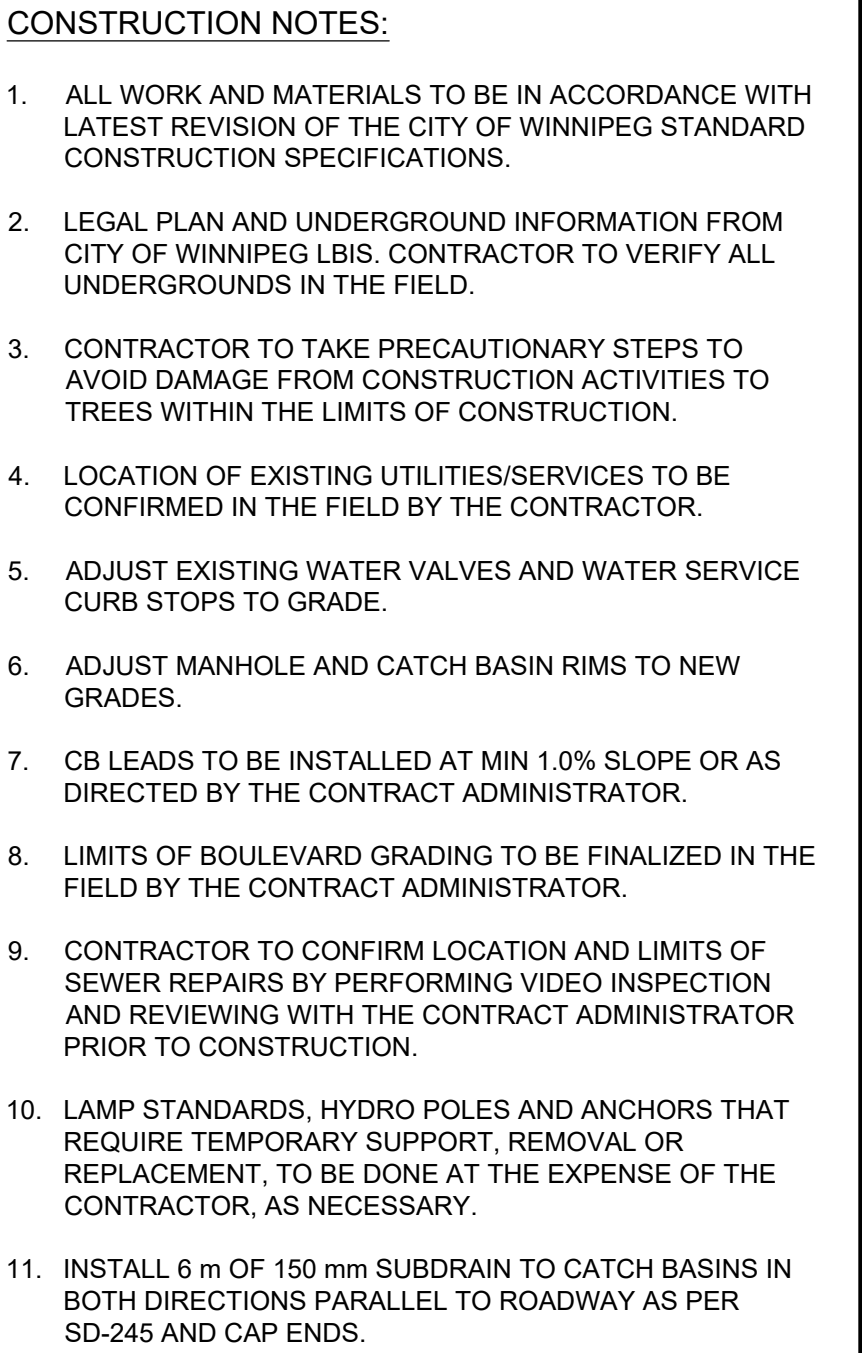 CONSTRUCTION NOTES:
1. ALL WORK AND MATERIALS TO BE IN ACCORDANCE WITH
LATEST REVISION OF THE CITY OF WINNIPEG STANDARD
CONSTRUCTION SPECIFICATIONS.
2. LEGAL PLAN AND UNDERGROUND INFORMATION FROM
CITY OF WINNIPEG LBIS. CONTRACTOR TO VERIFY ALL
UNDERGROUNDS IN THE FIELD.
3. CONTRACTOR TO TAKE PRECAUTIONARY STEPS TO
AVOID DAMAGE FROM CONSTRUCTION ACTIVITIES TO
TREES WITHIN THE LIMITS OF CONSTRUCTION.
4. LOCATION OF EXISTING UTILITIES/SERVICES TO BE
CONFIRMED IN THE FIELD BY THE CONTRACTOR.
5. ADJUST EXISTING WATER VALVES AND WATER SERVICE
CURB STOPS TO GRADE.
6. ADJUST MANHOLE AND CATCH BASIN RIMS TO NEW
GRADES.
7. CB LEADS TO BE INSTALLED AT MIN 1.0% SLOPE OR AS
DIRECTED BY THE CONTRACT ADMINISTRATOR.
8. LIMITS OF BOULEVARD GRADING TO BE FINALIZED IN THE
FIELD BY THE CONTRACT ADMINISTRATOR.
9. CONTRACTOR TO CONFIRM LOCATION AND LIMITS OF
SEWER REPAIRS BY PERFORMING VIDEO INSPECTION
AND REVIEWING WITH THE CONTRACT ADMINISTRATOR
PRIOR TO CONSTRUCTION.
10. LAMP STANDARDS, HYDRO POLES AND ANCHORS THAT
REQUIRE TEMPORARY SUPPORT, REMOVAL OR
REPLACEMENT, TO BE DONE AT THE EXPENSE OF THE
CONTRACTOR, AS NECESSARY.
11. INSTALL 6 m OF 150 mm SUBDRAIN TO CATCH BASINS IN
BOTH DIRECTIONS PARALLEL TO ROADWAY AS PER
SD-245 AND CAP ENDS.